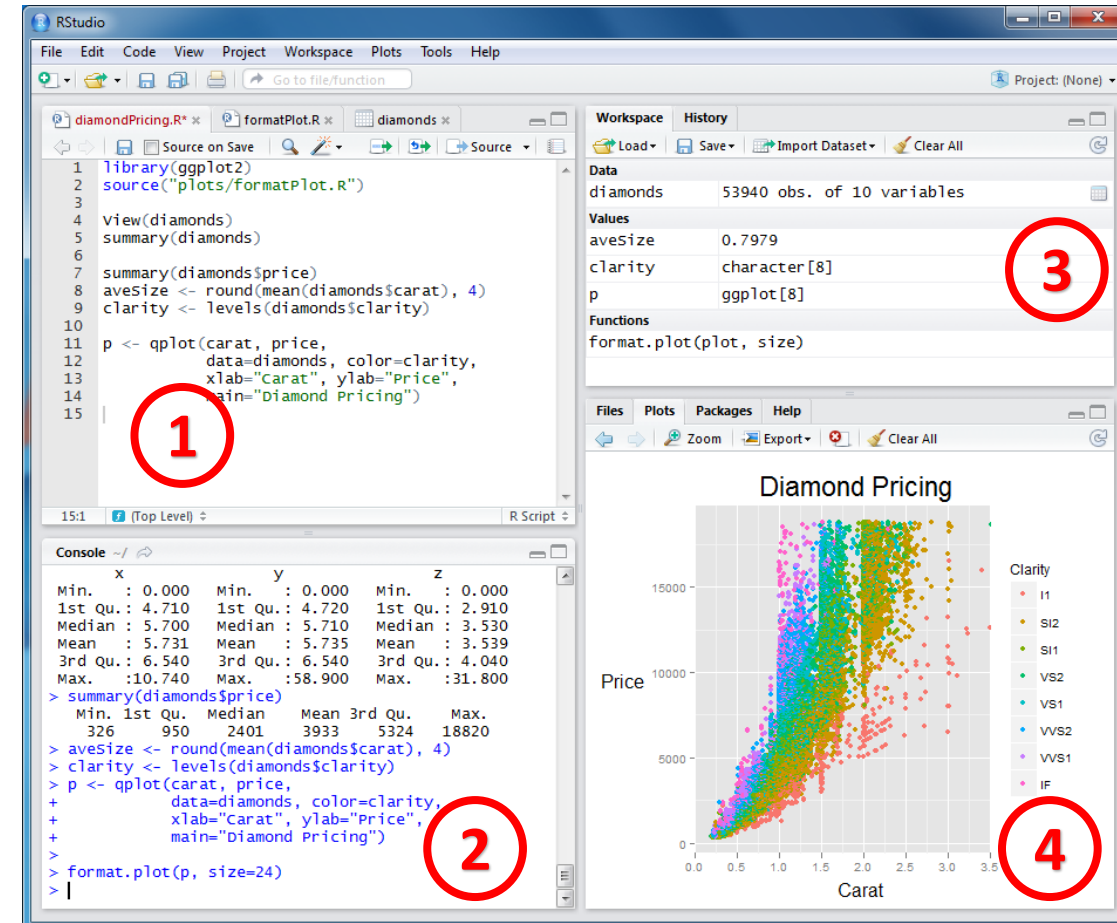 RStudio
File Edit Code View Project Workspace Plots Tools Help
Go to file/function
Project: (None)
diamondPricing.R* formatPlot.R diamonds
Source on Save Source
1 library(ggplot2)
2 source("plots/formatPlot.R")
3
4 View(diamonds)
5 summary(diamonds)
6
7 summary(diamonds$price)
8 aveSize <- round(mean(diamonds$carat), 4)
9 clarity <- levels(diamonds$clarity)
10
11 p <- qplot(carat, price,
12 data=diamonds, color=clarity,
13 xlab="Carat", ylab="Price",
14 main="Diamond Pricing")
15
1
15:1 (Top Level) R Script
Console ~/
x y z
Min. : 0.000 Min. : 0.000 Min. : 0.000
1st Qu.: 4.710 1st Qu.: 4.720 1st Qu.: 2.910
Median : 5.700 Median : 5.710 Median : 3.530
Mean : 5.731 Mean : 5.735 Mean : 3.539
3rd Qu.: 6.540 3rd Qu.: 6.540 3rd Qu.: 4.040
Max. :10.740 Max. :58.900 Max. :31.800
> summary(diamonds$price)
Min. 1st Qu. Median Mean 3rd Qu. Max.
326 950 2401 3933 5324 18820
> aveSize <- round(mean(diamonds$carat), 4)
> clarity <- levels(diamonds$clarity)
> p <- qplot(carat, price,
+ data=diamonds, color=clarity,
+ xlab="Carat", ylab="Price",
+ main="Diamond Pricing")
>
> format.plot(p, size=24)
>
2
Workspace History
Load Save Import Dataset Clear All
Data
diamonds 53940 obs. of 10 variables
Values
aveSize 0.7979
clarity character[8]
p ggplot[8]
Functions
format.plot(plot, size)
3
Files Plots Packages Help
Zoom Export Clear All
Diamond Pricing
Price
15000
10000
5000
0
0.0 0.5 1.0 1.5 2.0 2.5 3.0 3.5
Carat
Clarity
I1
SI2
SI1
VS2
VS1
VVS2
VVS1
IF
4